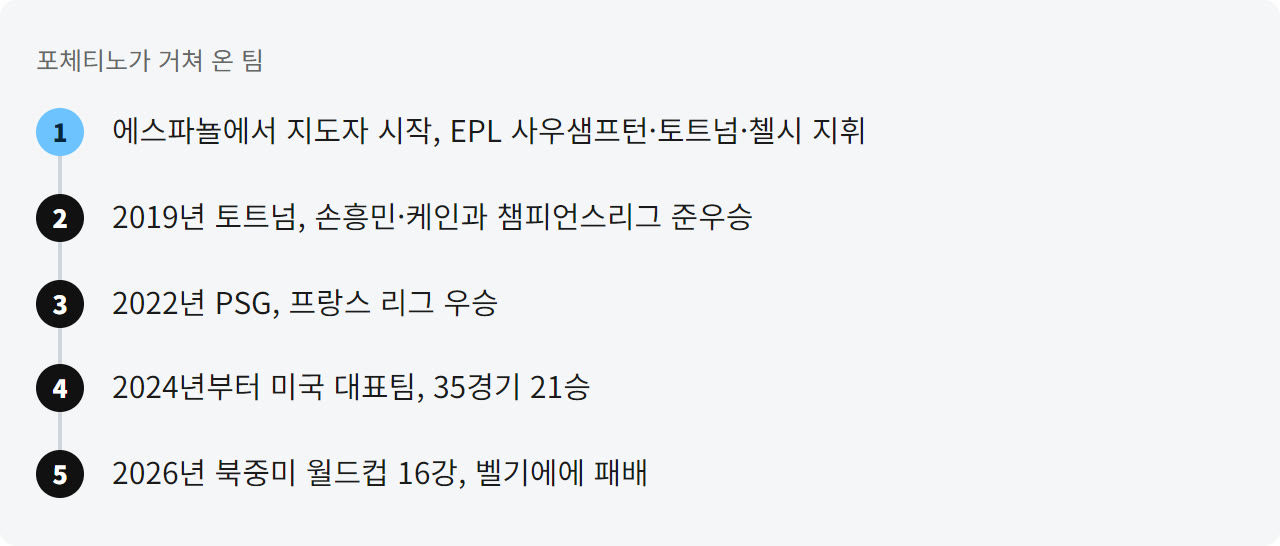 포체티노가 거쳐 온 팀
1 에스파뇰에서 지도자 시작, EPL 사우샘프턴·토트넘·첼시 지휘
2 2019년 토트넘, 손흥민·케인과 챔피언스리그 준우승
3 2022년 PSG, 프랑스 리그 우승
4 2024년부터 미국 대표팀, 35경기 21승
5 2026년 북중미 월드컵 16강, 벨기에에 패배